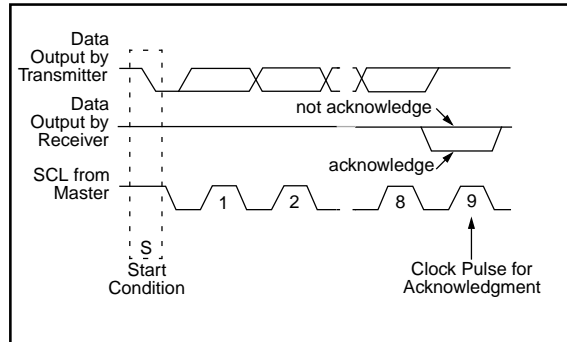 Data
Output by
Transmitter
Data
Output by
Receiver
not acknowledge
acknowledge
SCL from
Master
1
2
8
9
S
Start
Condition
Clock Pulse for
Acknowledgment